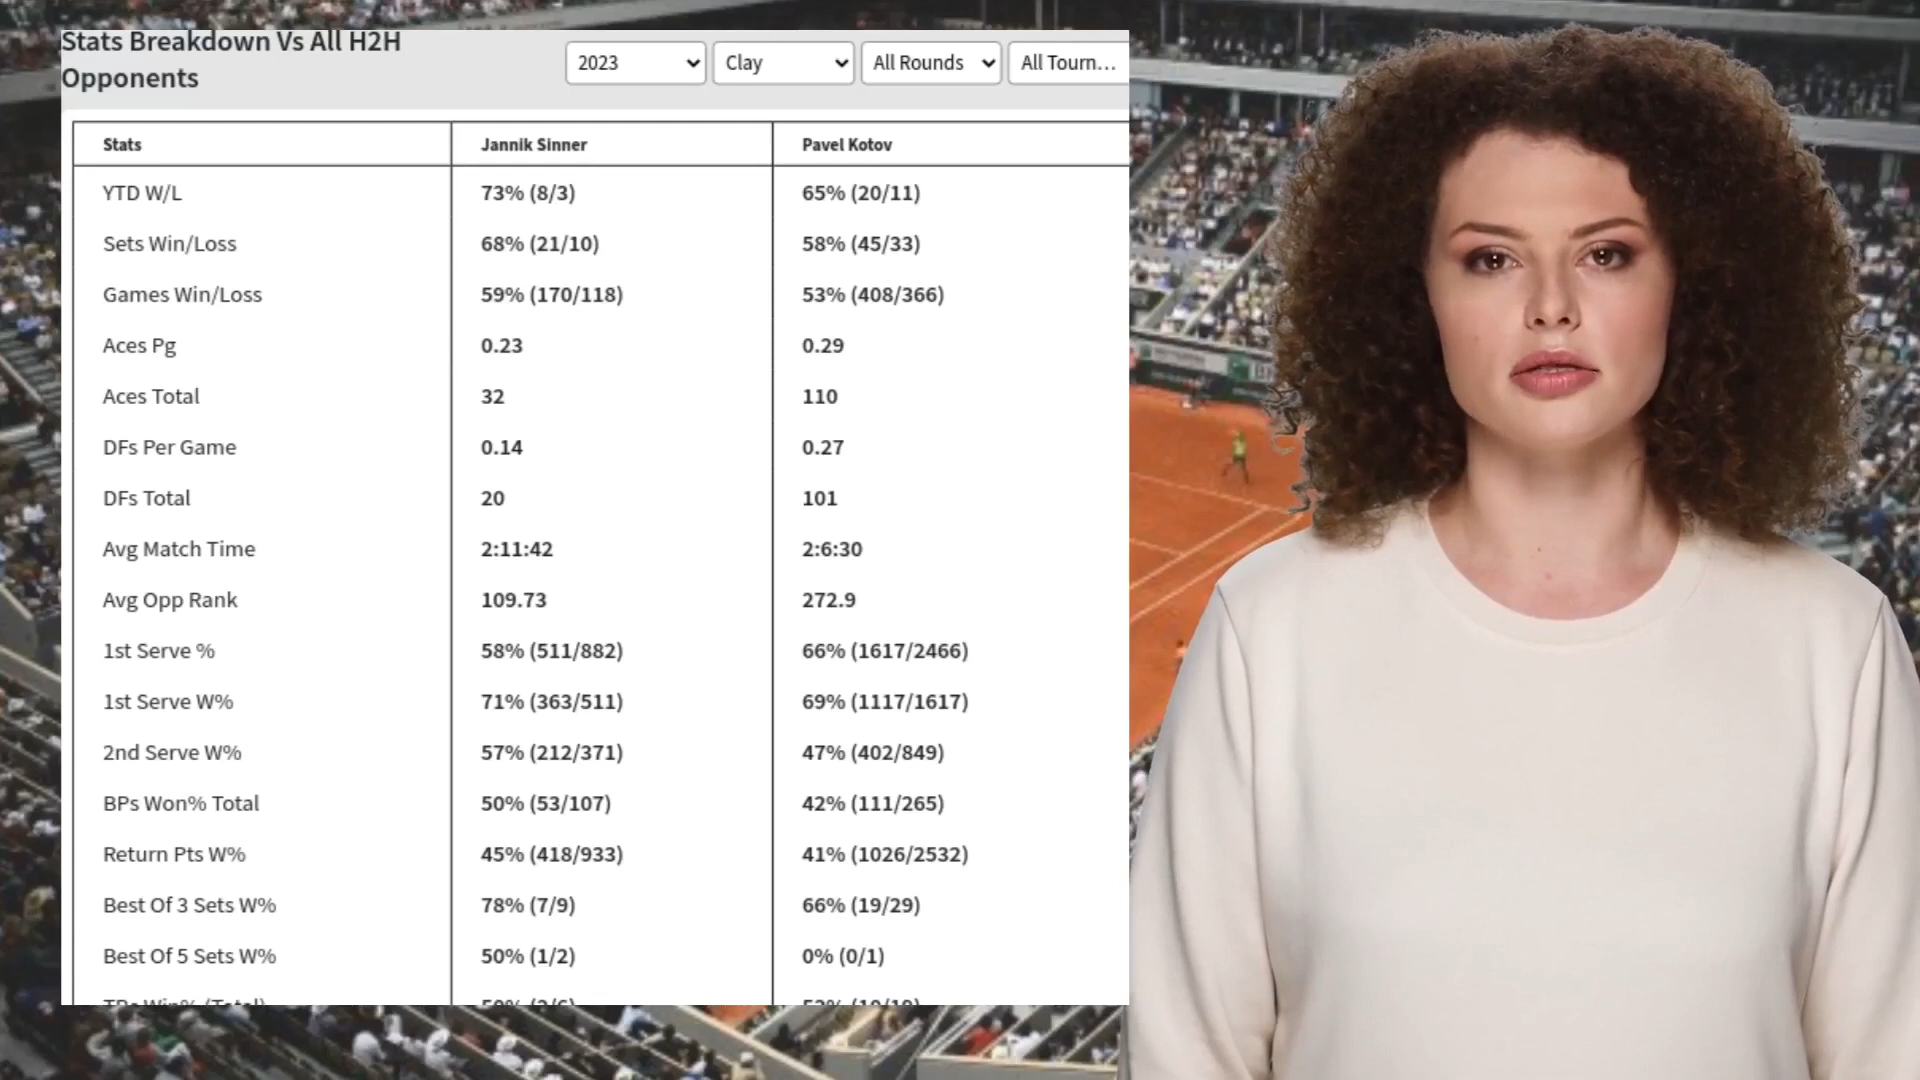 Stats Breakdown Vs All H2H
Opponents
2023 Clay All Rounds All Tourn...
Stats Jannik Sinner Pavel Kotov
YTD W/L 73% (8/3) 65% (20/11)
Sets Win/Loss 68% (21/10) 58% (45/33)
Games Win/Loss 59% (170/118) 53% (408/366)
Aces Pg 0.23 0.29
Aces Total 32 110
DFs Per Game 0.14 0.27
DFs Total 20 101
Avg Match Time 2:11:42 2:6:30
Avg Opp Rank 109.73 272.9
1st Serve % 58% (511/882) 66% (1617/2466)
1st Serve W% 71% (363/511) 69% (1117/1617)
2nd Serve W% 57% (212/371) 47% (402/849)
BPs Won% Total 50% (53/107) 42% (111/265)
Return Pts W% 45% (418/933) 41% (1026/2532)
Best Of 3 Sets W% 78% (7/9) 66% (19/29)
Best Of 5 Sets W% 50% (1/2) 0% (0/1)